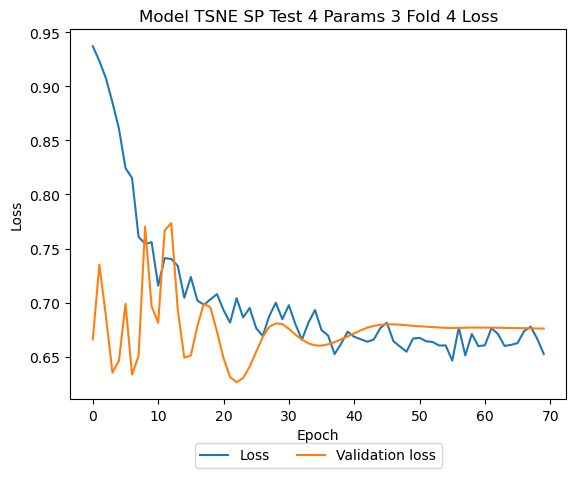 Model TSNE SP Test 4 Params 3 Fold 4 Loss
0.95
0.90
0.85
0.80
0.75
0.70
0.65
Loss
0 10 20 30 40 50 60 70
Epoch
Loss Validation loss